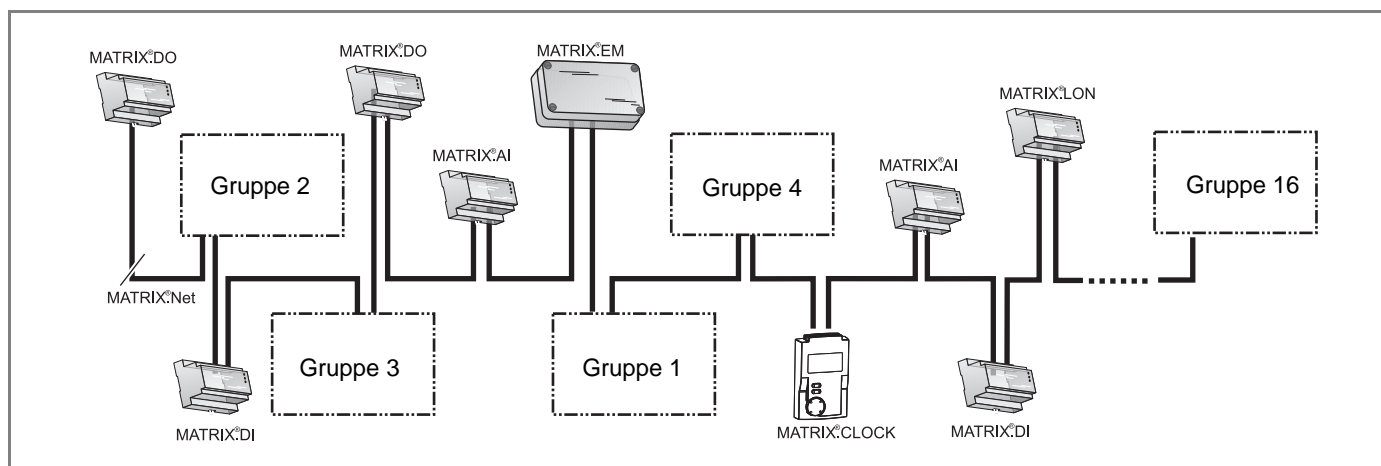 MATRIX®.DO
MATRIX®.DO
MATRIX®.EM
MATRIX®.LON
MATRIX®.AI
MATRIX®.AI
Gruppe 2
Gruppe 4
Gruppe 16
MATRIX®.Net
Gruppe 3
Gruppe 1
MATRIX®.DI
MATRIX®.CLOCK
MATRIX®.DI